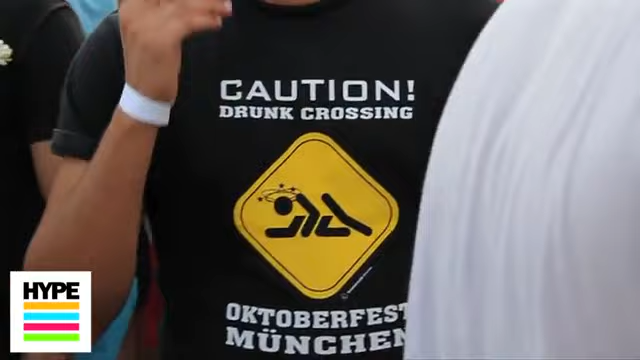 CAUTION!
DRUNK CROSSING
OKTOBERFEST
MÜNCHEN
HYPE